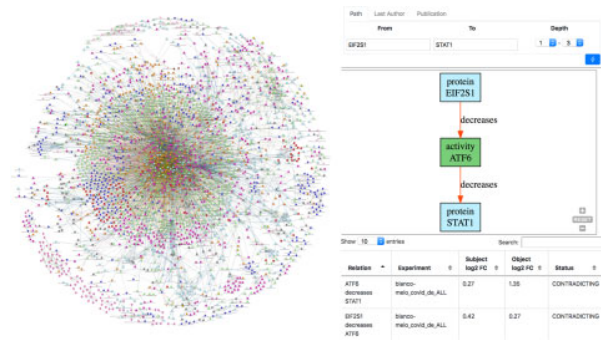 Path Last Author Publication
From To Depth
EIF2S1 STAT1 1 - 3
protein
EIF2S1
decreases
activity
ATF6
decreases
protein
STAT1
Show 10 entries Search:
Relation Experiment Subject log2 FC Object log2 FC Status
ATF6 decreases STAT1 blanco-melo_covid_de_ALL 0.27 1.35 CONTRADICTING
EIF2S1 decreases ATF6 blanco-melo_covid_de_ALL 0.42 0.27 CONTRADICTING